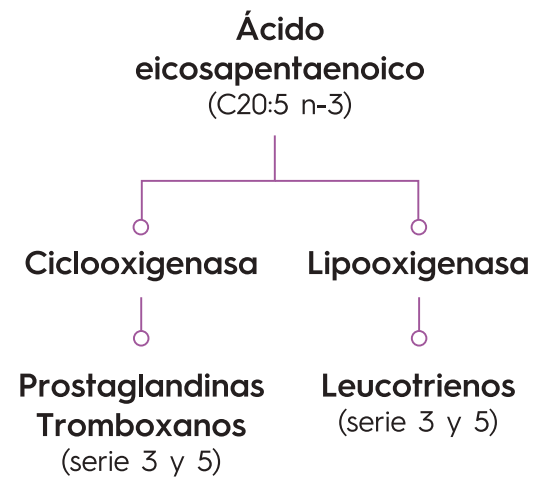 Ácido
eicosapentaenoico
(C20:5 n-3)
Ciclooxigenasa
Lipooxigenasa
Prostaglandinas
Tromboxanos
(serie 3 y 5)
Leucotrienos
(serie 3 y 5)